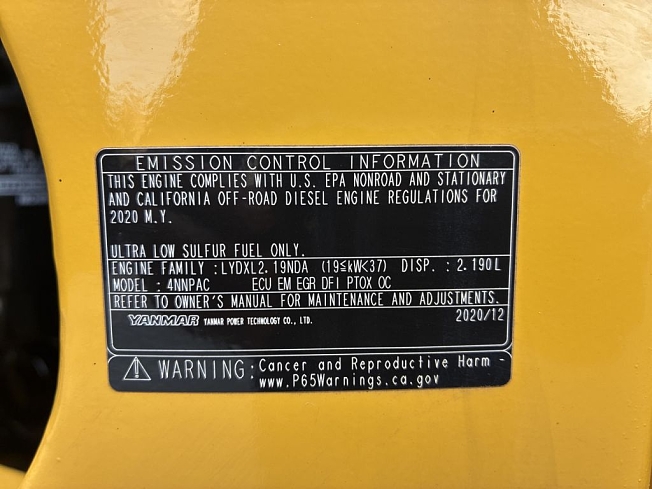 EMISSION CONTROL INFORMATION
THIS ENGINE COMPLIES WITH U.S. EPA NONROAD AND STATIONARY
AND CALIFORNIA OFF-ROAD DIESEL ENGINE REGULATIONS FOR
2020 M.Y.
ULTRA LOW SULFUR FUEL ONLY.
ENGINE FAMILY : LYDXL2.19NDA (19≦kW<37) DISP. : 2.190L
MODEL : 4NNPAC ECU EM EGR DFI PTOX OC
REFER TO OWNER'S MANUAL FOR MAINTENANCE AND ADJUSTMENTS.
YANMAR YANMAR POWER TECHNOLOGY CO., LTD. 2020/12
⚠ WARNING: Cancer and Reproductive Harm -
www.P65Warnings.ca.gov